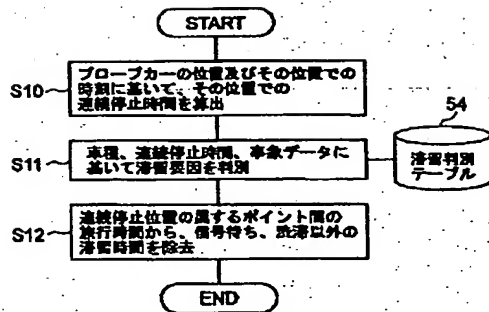 START
S10
プローブカーの位置及びその位置での
時刻に基いて、その位置での
連続停止時間を算出
54
S11
車種、連続停止時間、事象データに
基いて滞留要因を判別
滞留判別
テーブル
S12
連続停止位置の属するポイント間の
旅行時間から、信号待ち、渋滞以外の
滞留時間を除去
END